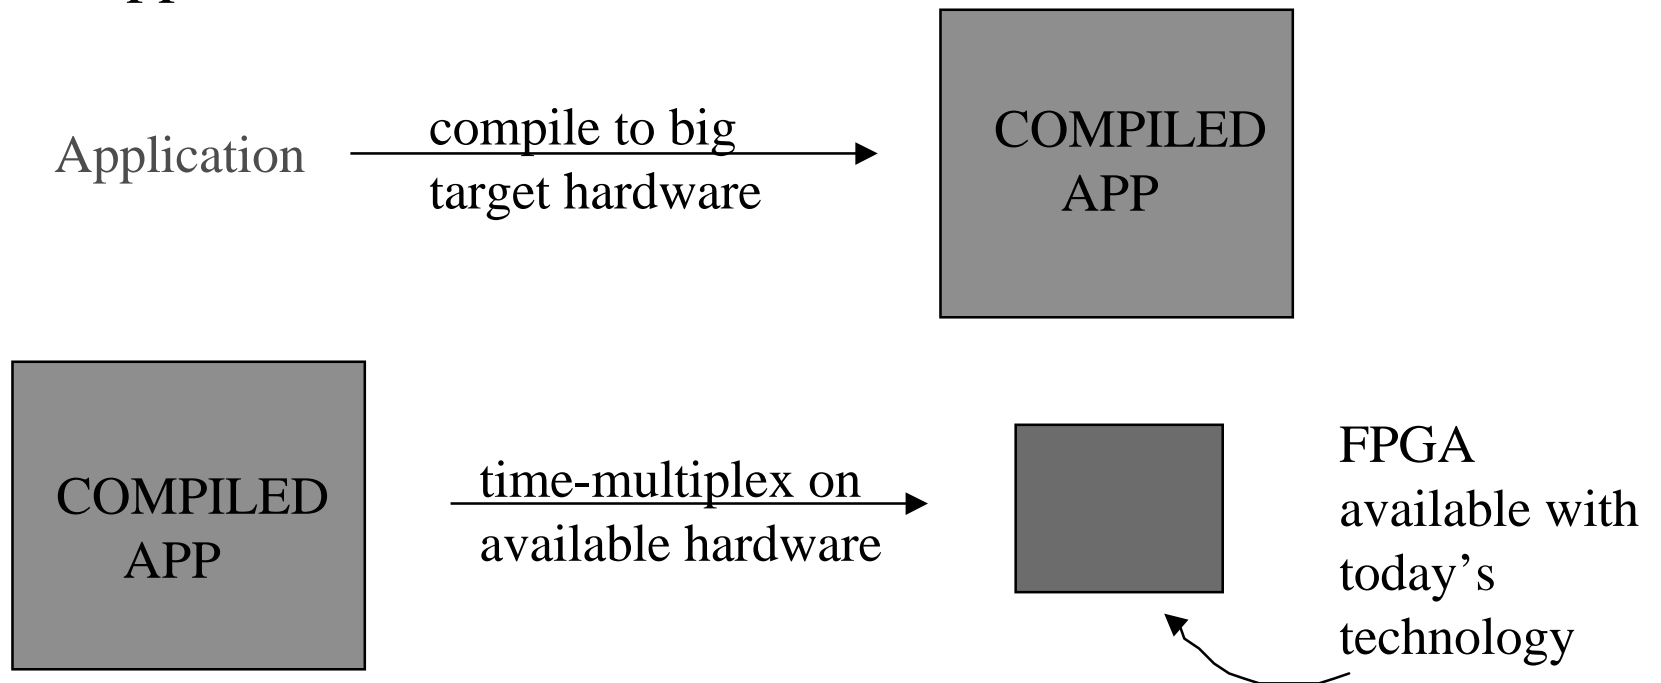 Application
compile to big
target hardware
COMPILED
APP
COMPILED
APP
time-multiplex on
available hardware
FPGA
available with
today’s
technology